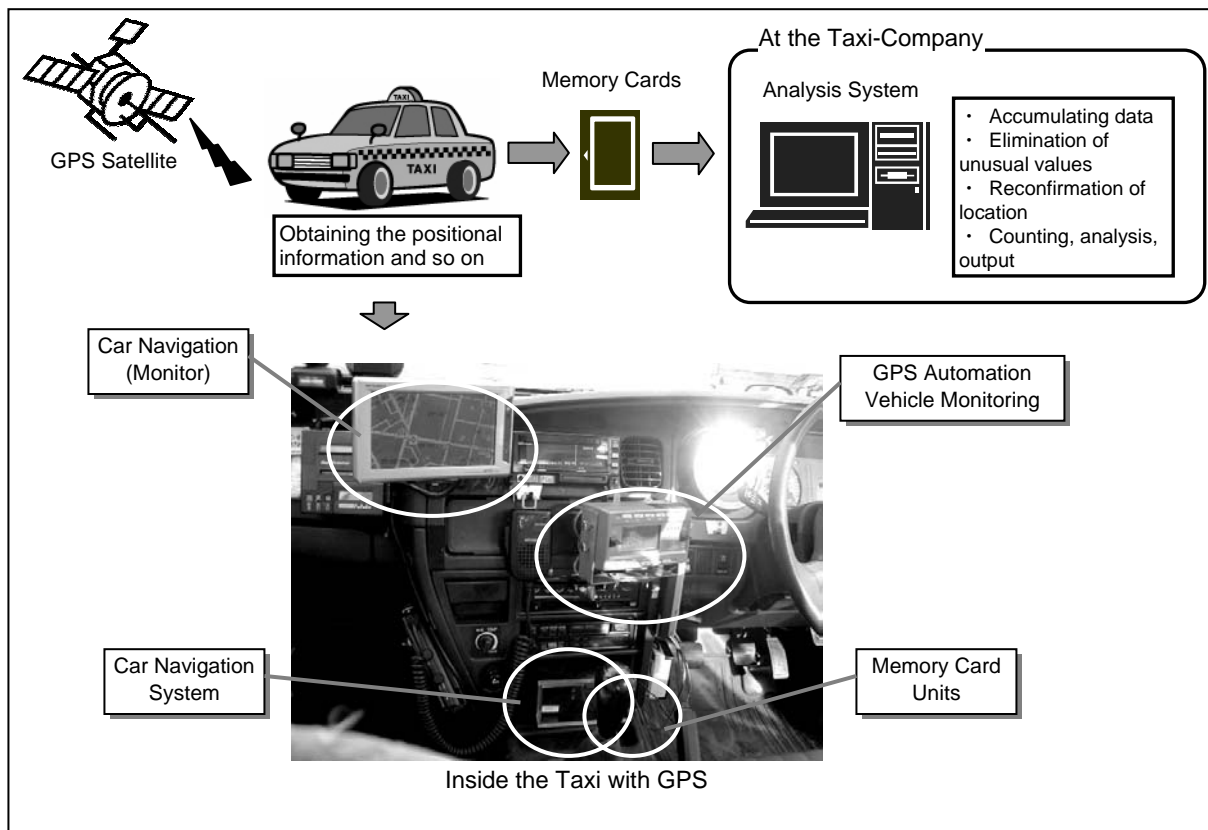 At the Taxi-Company
Memory Cards
Analysis System
GPS Satellite
TAXI
TAXI
・ Accumulating data
・ Elimination of
unusual values
・ Reconfirmation of
location
・ Counting, analysis,
output
Obtaining the positional
information and so on
Car Navigation
(Monitor)
GPS Automation
Vehicle Monitoring
Car Navigation
System
Memory Card
Units
Inside the Taxi with GPS